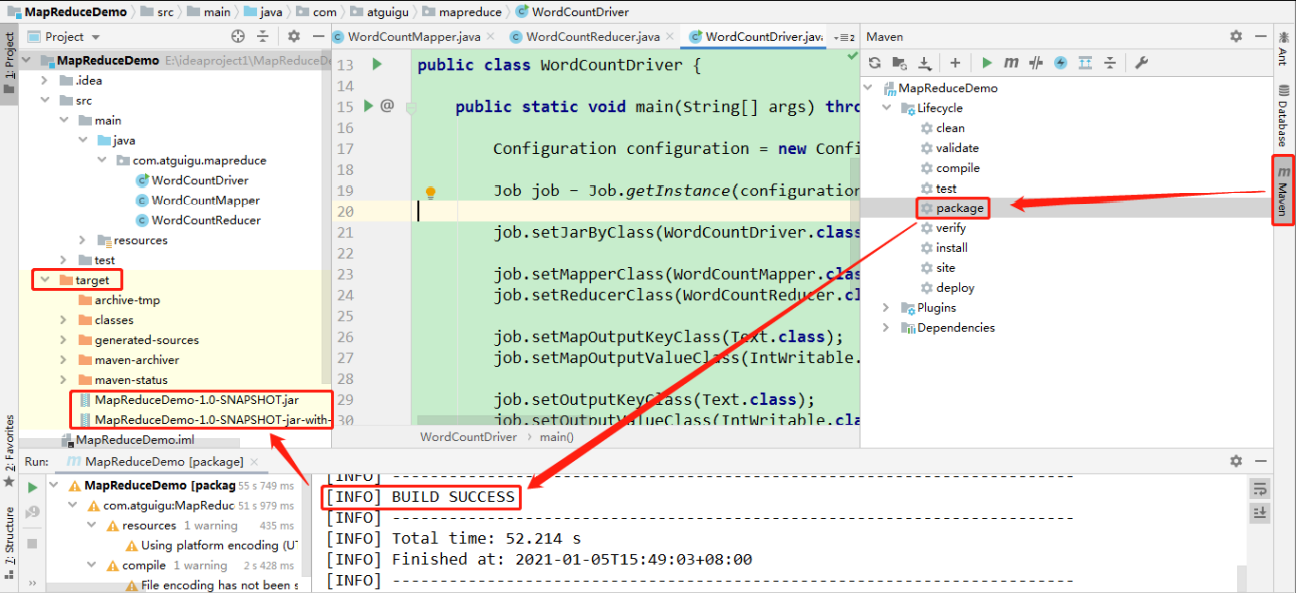 MapReduceDemo src main java com atguigu mapreduce WordCountDriver
1: Project
Project
MapReduceDemo E:\ideaproject1\MapReduceDe
.idea
src
main
java
com.atguigu.mapreduce
WordCountDriver
WordCountMapper
WordCountReducer
resources
test
target
archive-tmp
classes
generated-sources
maven-archiver
maven-status
MapReduceDemo-1.0-SNAPSHOT.jar
MapReduceDemo-1.0-SNAPSHOT-jar-with-
MapReduceDemo.iml
WordCountMapper.java WordCountReducer.java WordCountDriver.java 2
13 public class WordCountDriver {
14
15 @ public static void main(String[] args) thro
16
17 Configuration configuration = new Confi
18
19 Job job = Job.getInstance(configuration
20
21 job.setJarByClass(WordCountDriver.class
22
23 job.setMapperClass(WordCountMapper.clas
24 job.setReducerClass(WordCountReducer.cl
25
26 job.setMapOutputKeyClass(Text.class);
27 job.setMapOutputValueClass(IntWritable.
28
29 job.setOutputKeyClass(Text.class);
30 job.setOutputValueClass(IntWritable.cla
WordCountDriver main()
Maven
m
MapReduceDemo
Lifecycle
clean
validate
compile
test
package
verify
install
site
deploy
Plugins
Dependencies
Ant
Database
m Maven
2: Favorites
7: Structure
Run: m MapReduceDemo [package]
MapReduceDemo [packag 55 s 749 ms
com.atguigu:MapReduc 51 s 979 ms
resources 1 warning 435 ms
Using platform encoding (UT
compile 1 warning 2 s 428 ms
File encoding has not been s
[INFO] ------------------------------------------------------------------------
[INFO] BUILD SUCCESS
[INFO] ------------------------------------------------------------------------
[INFO] Total time: 52.214 s
[INFO] Finished at: 2021-01-05T15:49:03+08:00
[INFO] ------------------------------------------------------------------------